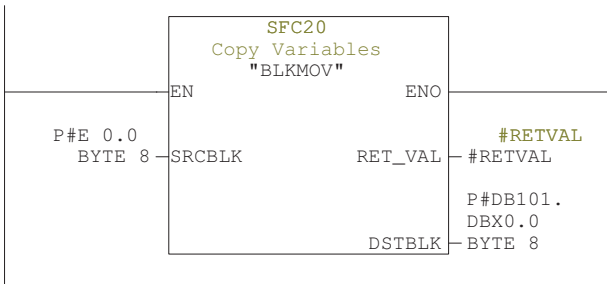 SFC20
Copy Variables
"BLKMOV"
EN ENO
P#E 0.0 #RETVAL
BYTE 8 SRCBLK RET_VAL #RETVAL
P#DB101.
DBX0.0
DSTBLK BYTE 8